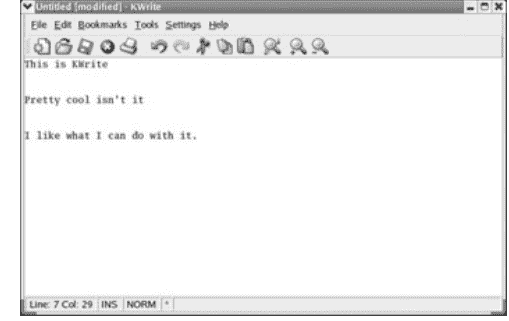 Untitled [modified] - KWrite
File Edit Bookmarks Tools Settings Help
This is KWrite
Pretty cool isn't it
I like what I can do with it.
Line: 7 Col: 29 INS NORM *